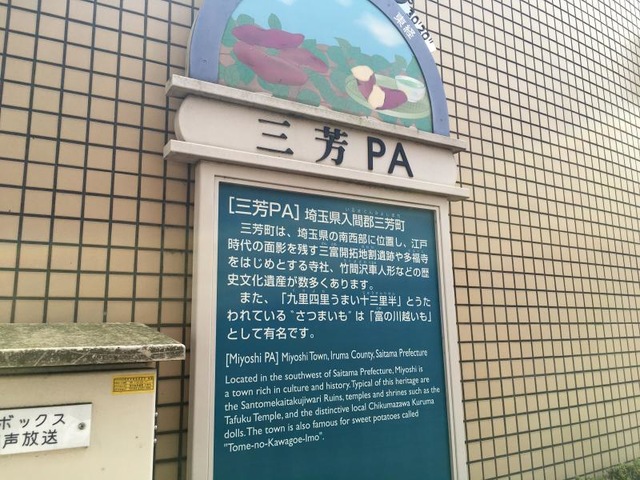 東経
三芳PA
[三芳PA] 埼玉県入間郡三芳町
三芳町は、埼玉県の南西部に位置し、江戸
時代の面影を残す三富開拓地割遺跡や多福寺
をはじめとする寺社、竹間沢車人形などの歴
史文化遺産が数多くあります。
また、「九里四里うまい十三里半」とうた
われている“さつまいも”は「富の川越いも」
として有名です。
[Miyoshi PA] Miyoshi Town, Iruma County, Saitama Prefecture
Located in the southwest of Saitama Prefecture, Miyoshi is
a town rich in culture and history. Typical of this heritage are
the Santomekaitakujiwari Ruins, temples and shrines such as the
Tafuku Temple, and the distinctive local Chikumazawa Kuruma
dolls. The town is also famous for sweet potatoes called
"Tome-no-Kawagoe-Imo".
ボックス
声放送